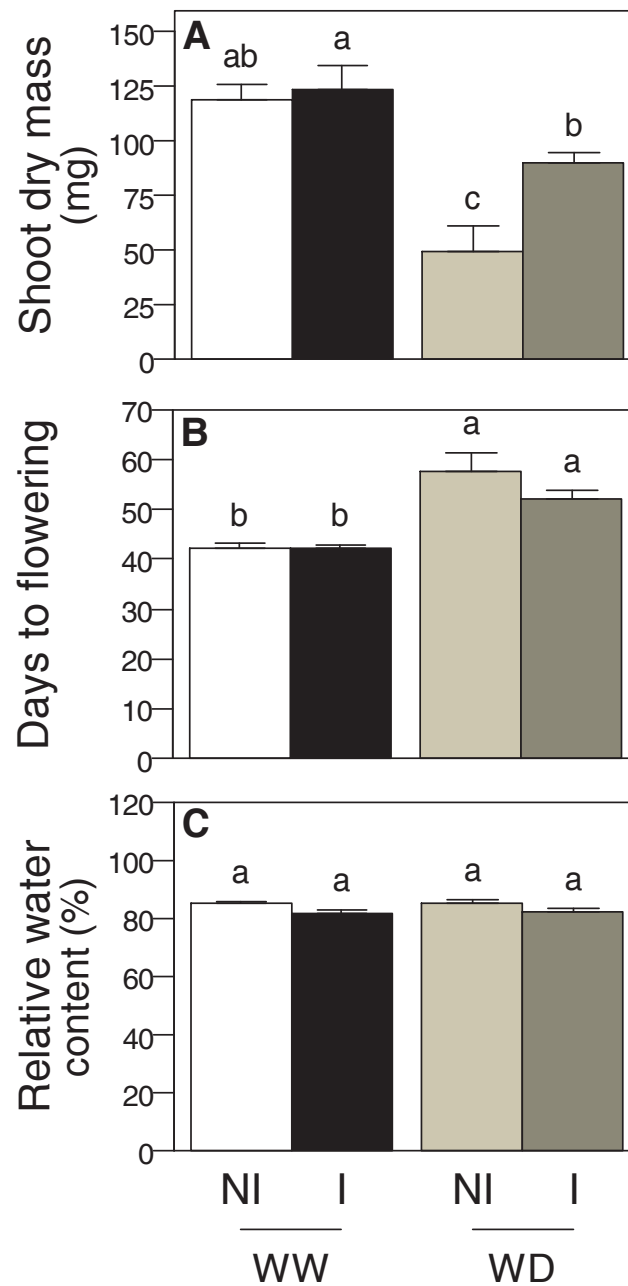 A
Shoot dry mass
(mg)
150
125
100
75
50
25
0
ab
a
c
b
B
Days to flowering
70
60
50
40
30
20
10
0
b
b
a
a
C
Relative water
content (%)
120
100
80
60
40
20
0
a
a
a
a
NI I NI I
WW WD